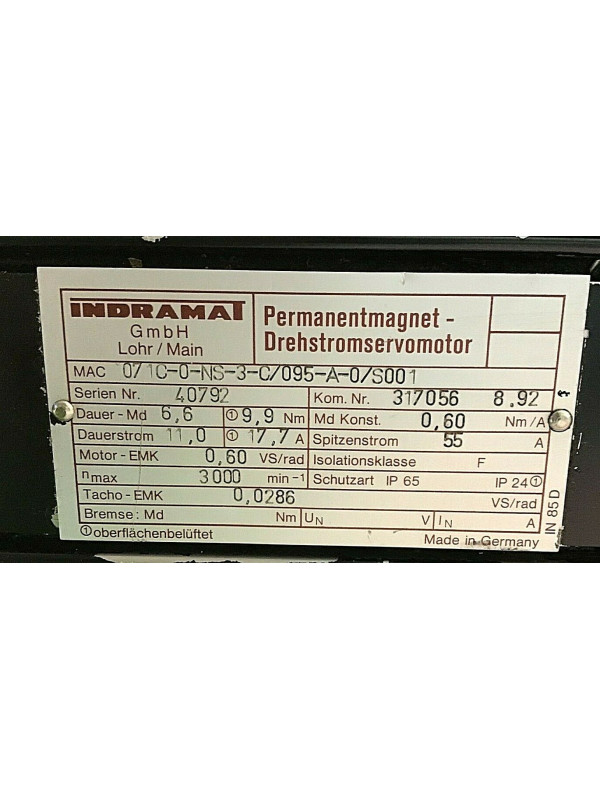 INDRAMAT
GmbH
Lohr / Main
Permanentmagnet -
Drehstromservomotor
MAC 071C-0-NS-3-C/095-A-0/S001
Serien Nr. 40792 Kom. Nr. 317056 8.92
Dauer - Md 6,6 ① 9,9 Nm Md Konst. 0,60 Nm/A
Dauerstrom 11,0 ① 17,7 A Spitzenstrom 55 A
Motor - EMK 0,60 VS/rad Isolationsklasse F
nmax 3000 min-1 Schutzart IP 65 IP 24①
Tacho - EMK 0,0286 VS/rad
Bremse: Md Nm UN V IN A
①oberflächenbelüftet Made in Germany
IN 85 D